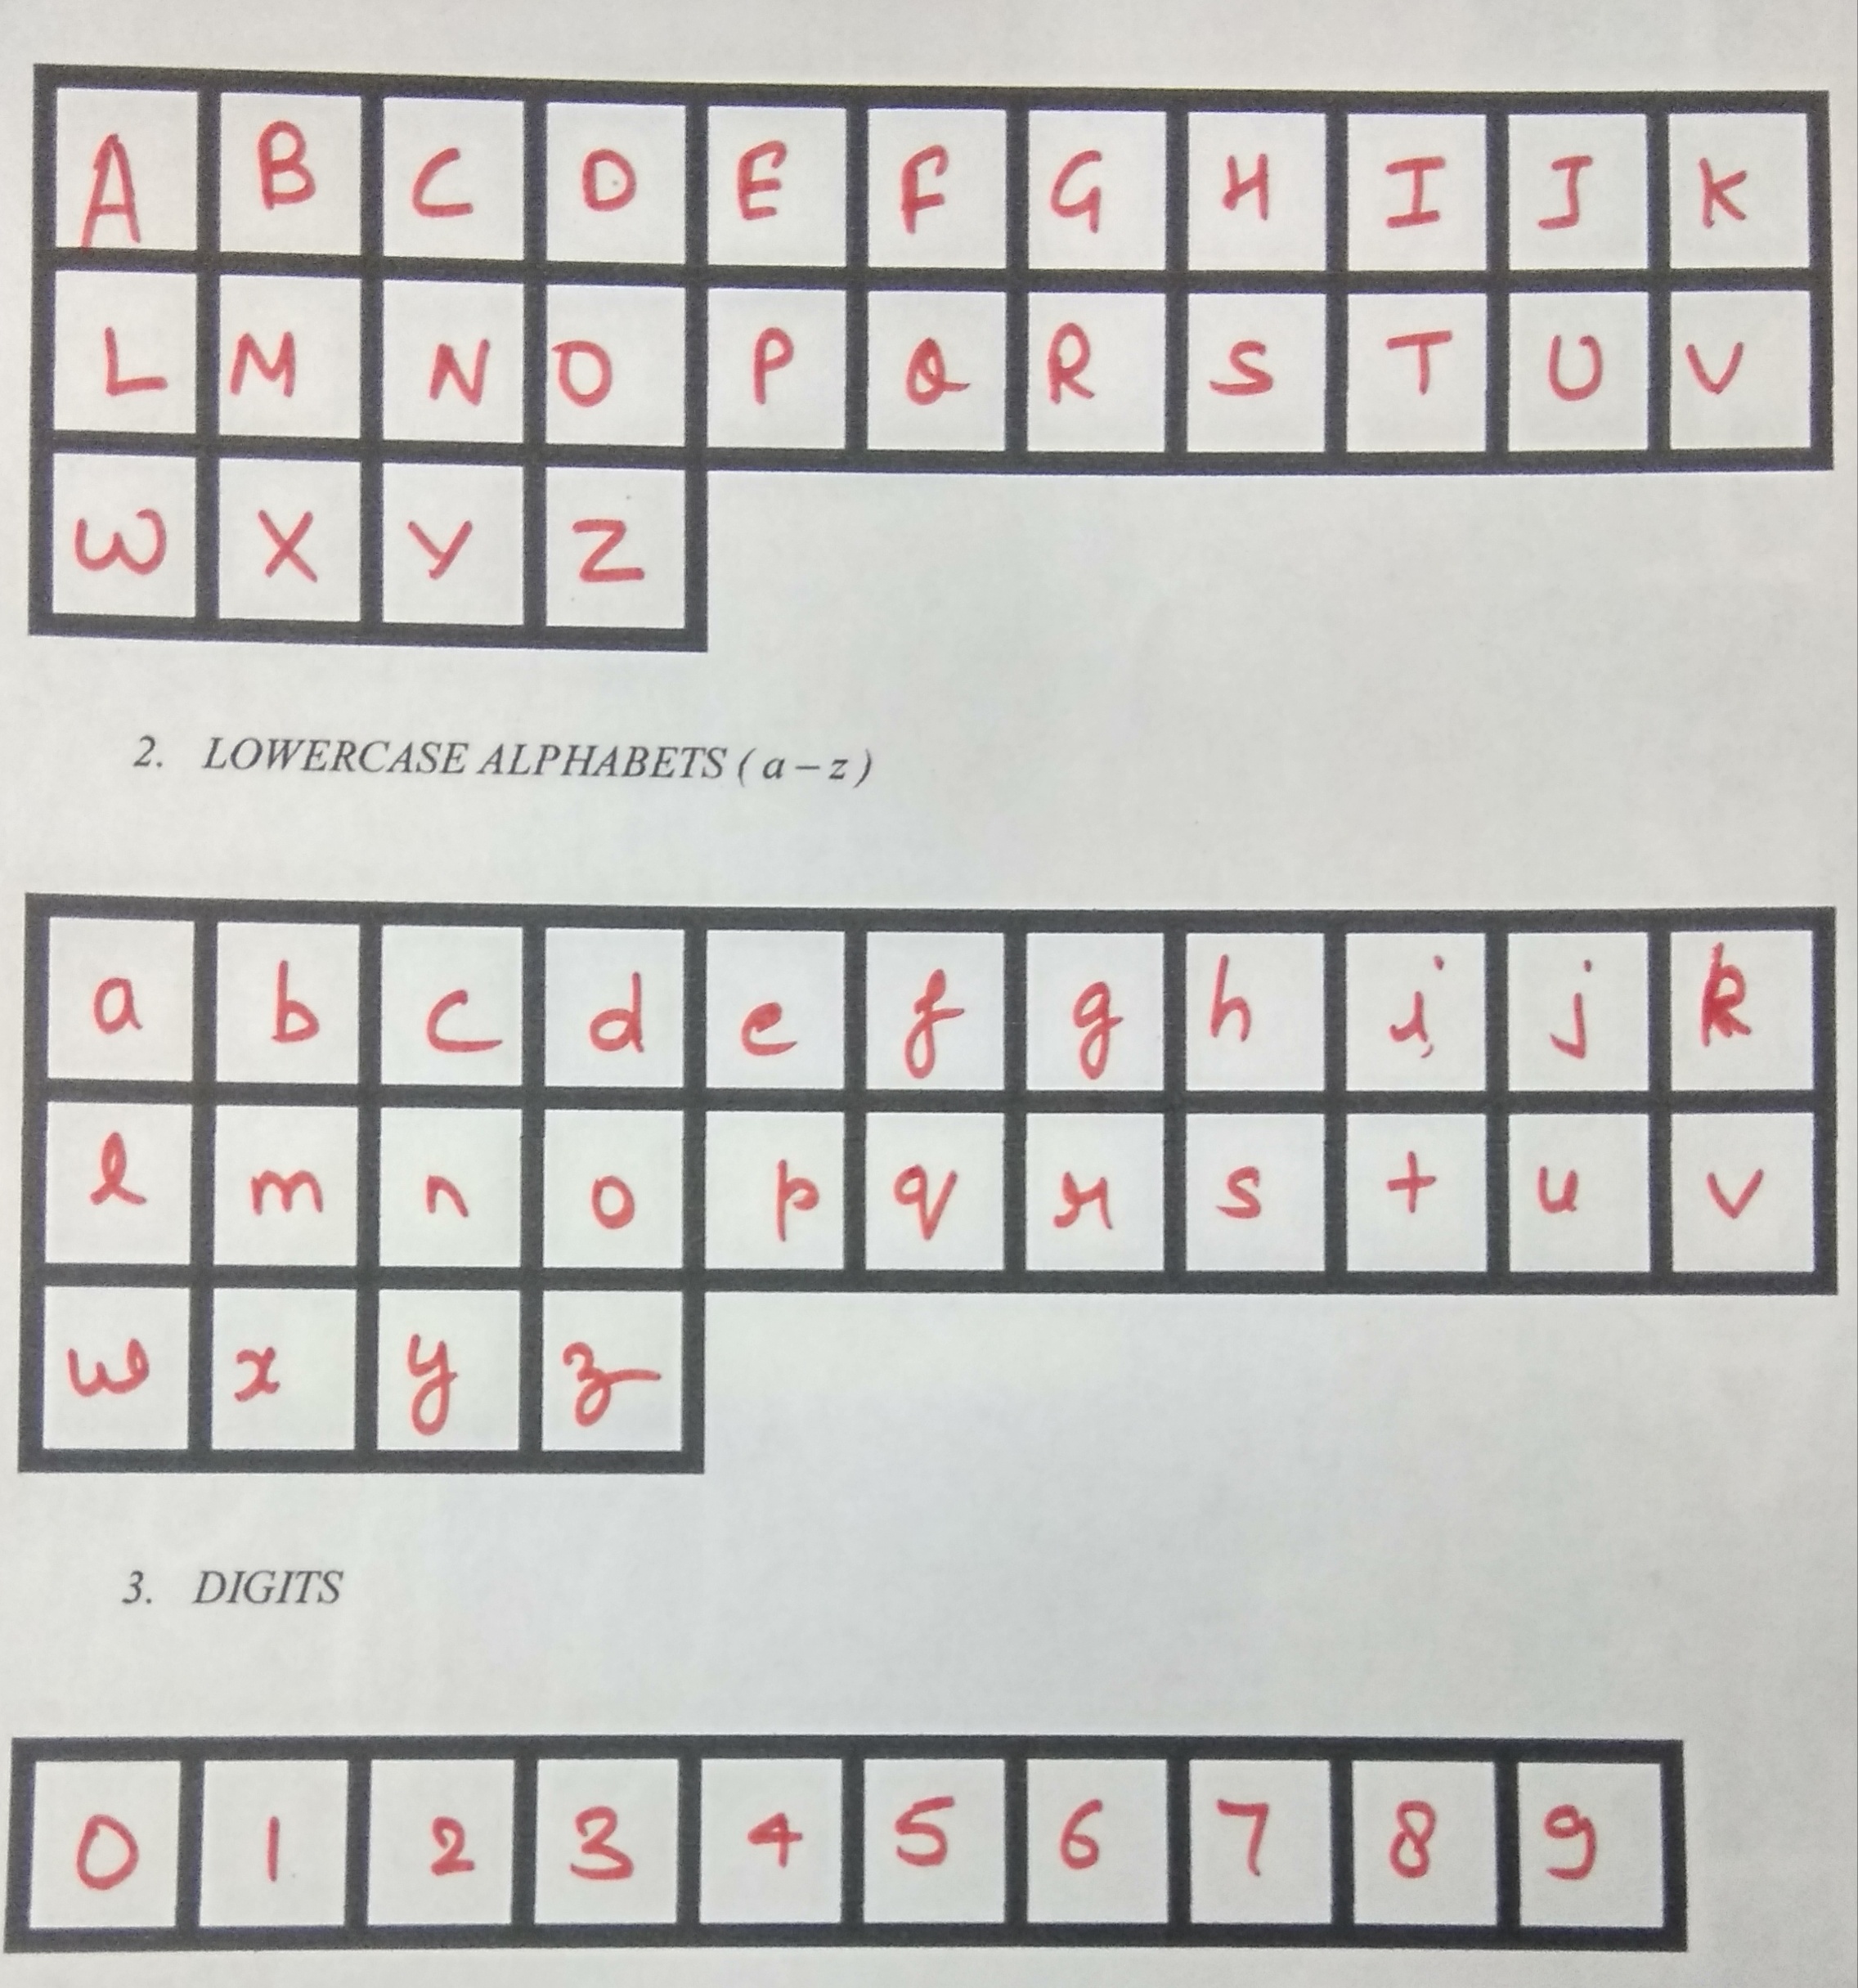 A B C D E F G H I J K
L M N O P Q R S T U V
W X Y Z
2. LOWERCASE ALPHABETS ( a – z )
a b c d e f g h i j k
l m n o p q r s t u v
w x y z
3. DIGITS
0 1 2 3 4 5 6 7 8 9